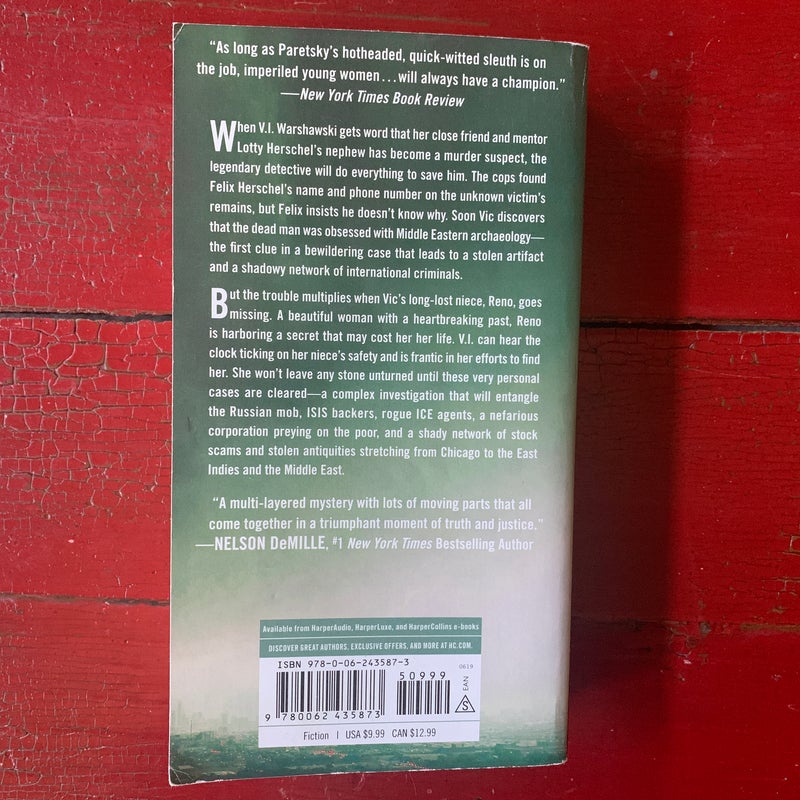 “As long as Paretsky’s hotheaded, quick-witted sleuth is on
the job, imperiled young women...will always have a champion.”
—New York Times Book Review
When V.I. Warshawski gets word that her close friend and mentor
Lotty Herschel’s nephew has become a murder suspect, the
legendary detective will do everything to save him. The cops found
Felix Herschel’s name and phone number on the unknown victim’s
remains, but Felix insists he doesn’t know why. Soon Vic discovers
that the dead man was obsessed with Middle Eastern archaeology—
the first clue in a bewildering case that leads to a stolen artifact
and a shadowy network of international criminals.
But the trouble multiplies when Vic’s long-lost niece, Reno, goes
missing. A beautiful woman with a heartbreaking past, Reno
is harboring a secret that may cost her her life. V.I. can hear the
clock ticking on her niece’s safety and is frantic in her efforts to find
her. She won’t leave any stone unturned until these very personal
cases are cleared—a complex investigation that will entangle
the Russian mob, ISIS backers, rogue ICE agents, a nefarious
corporation preying on the poor, and a shady network of stock
scams and stolen antiquities stretching from Chicago to the East
Indies and the Middle East.
“A multi-layered mystery with lots of moving parts that all
come together in a triumphant moment of truth and justice.”
—NELSON DeMILLE, #1 New York Times Bestselling Author
Available from HarperAudio, HarperLuxe, and HarperCollins e-books
DISCOVER GREAT AUTHORS, EXCLUSIVE OFFERS, AND MORE AT HC.COM.
ISBN 978-0-06-243587-3
0619
50999
EAN
S
9 780062 435873
Fiction | USA $9.99 CAN $12.99